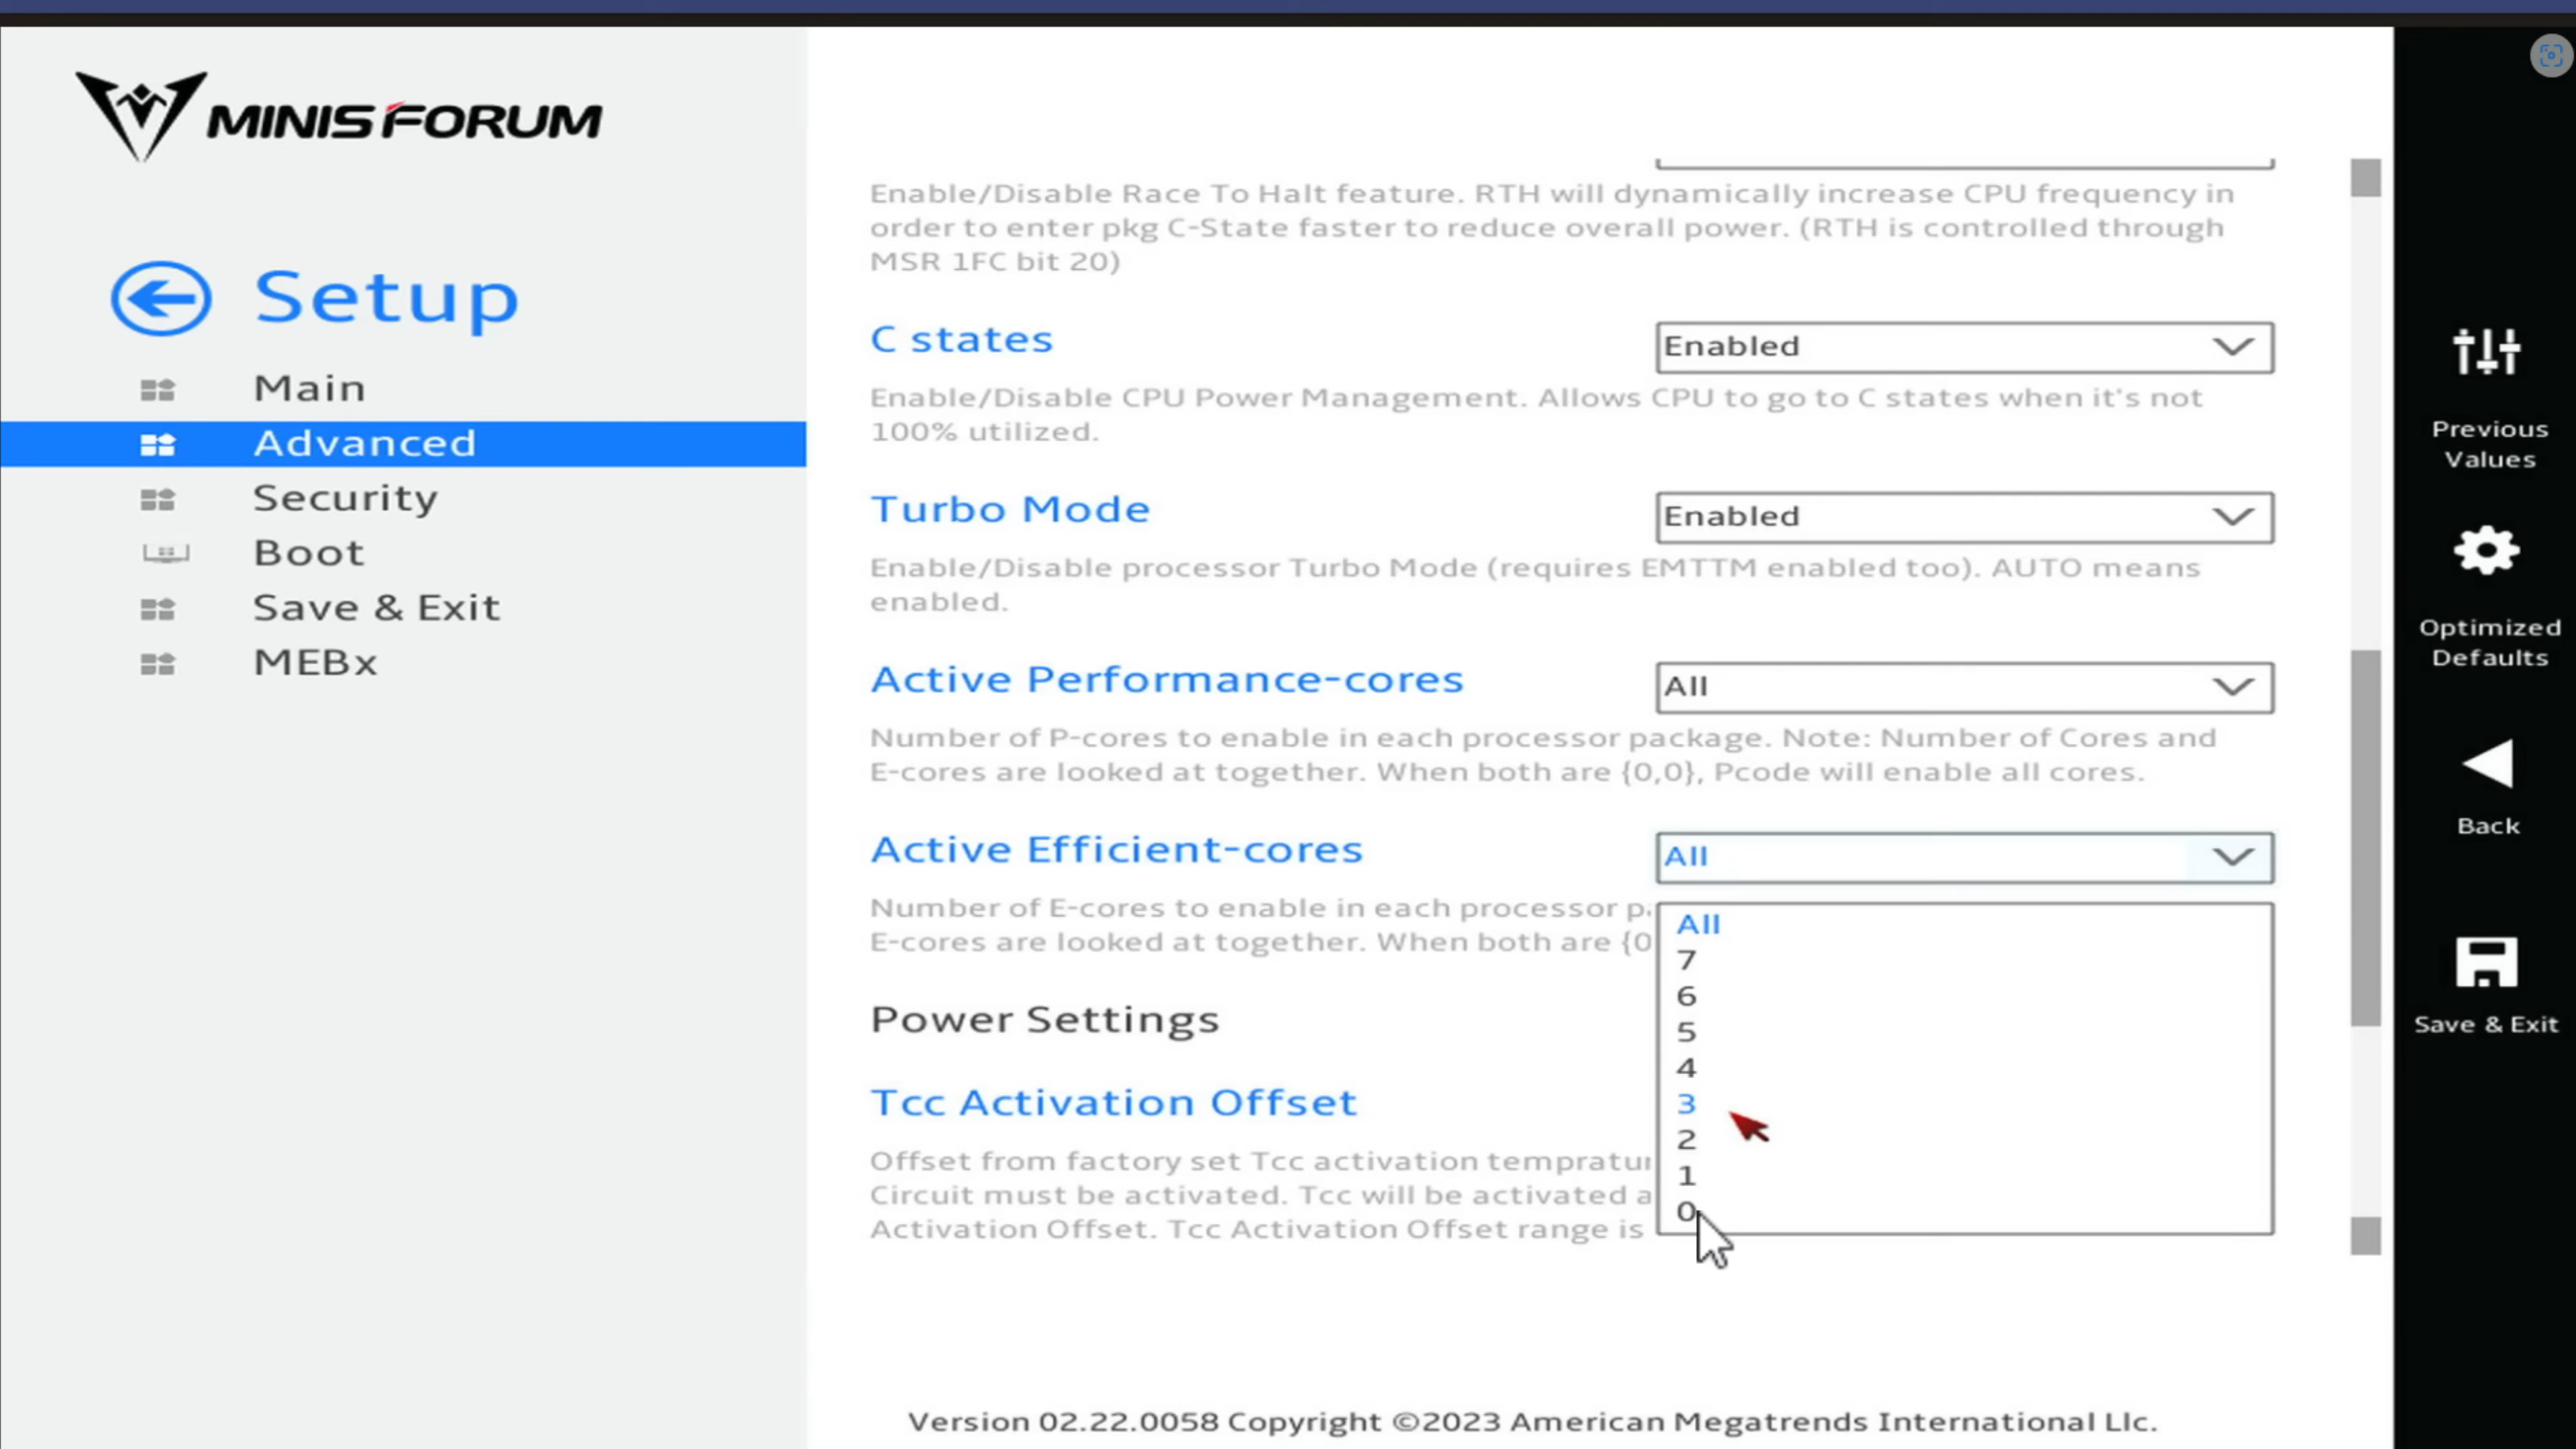 MINISFORUM
Setup
Main
Advanced
Security
Boot
Save & Exit
MEBx
Enable/Disable Race To Halt feature. RTH will dynamically increase CPU frequency in
order to enter pkg C-State faster to reduce overall power. (RTH is controlled through
MSR 1FC bit 20)
C states
Enabled
Enable/Disable CPU Power Management. Allows CPU to go to C states when it's not
100% utilized.
Turbo Mode
Enabled
Enable/Disable processor Turbo Mode (requires EMTTM enabled too). AUTO means
enabled.
Active Performance-cores
All
Number of P-cores to enable in each processor package. Note: Number of Cores and
E-cores are looked at together. When both are {0,0}, Pcode will enable all cores.
Active Efficient-cores
All
Number of E-cores to enable in each processor
E-cores are looked at together. When both are {0
All
7
6
5
4
3
2
1
0
Power Settings
Tcc Activation Offset
Offset from factory set Tcc activation
Circuit must be activated. Tcc will be activated
Activation Offset. Tcc Activation Offset range is
Version 02.22.0058 Copyright ©2023 American Megatrends International Llc.
Previous
Values
Optimized
Defaults
Back
Save & Exit